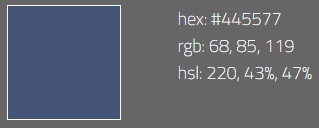 hex: #445577
rgb: 68, 85, 119
hsl: 220, 43%, 47%